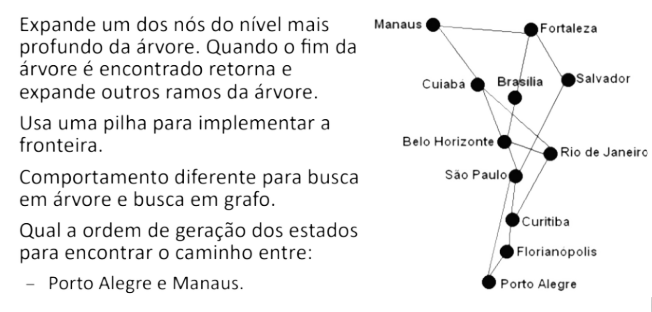 Expande um dos nós do nível mais
profundo da árvore. Quando o fim da
árvore é encontrado retorna e
expande outros ramos da árvore.
Usa uma pilha para implementar a
fronteira.
Comportamento diferente para busca
em árvore e busca em grafo.
Qual a ordem de geração dos estados
para encontrar o caminho entre:
– Porto Alegre e Manaus.
Manaus
Fortaleza
Cuiabá
Brasília
Salvador
Belo Horizonte
Rio de Janeiro
São Paulo
Curitiba
Florianópolis
Porto Alegre